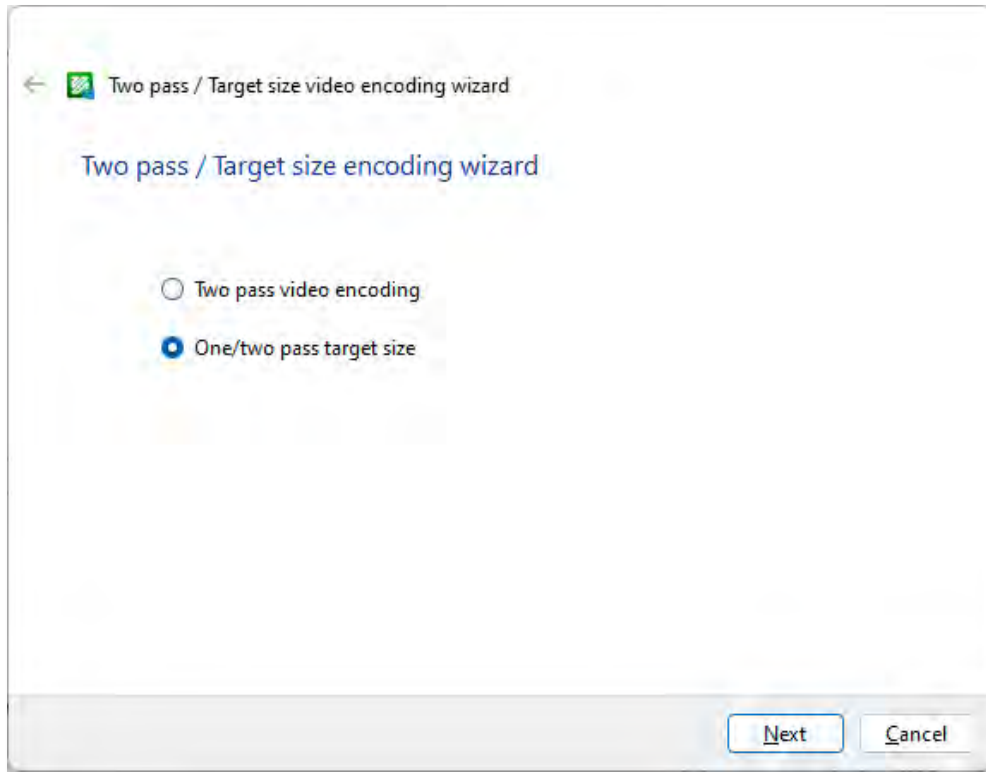 Two pass / Target size video encoding wizard
Two pass / Target size encoding wizard
Two pass video encoding
One/two pass target size
Next Cancel